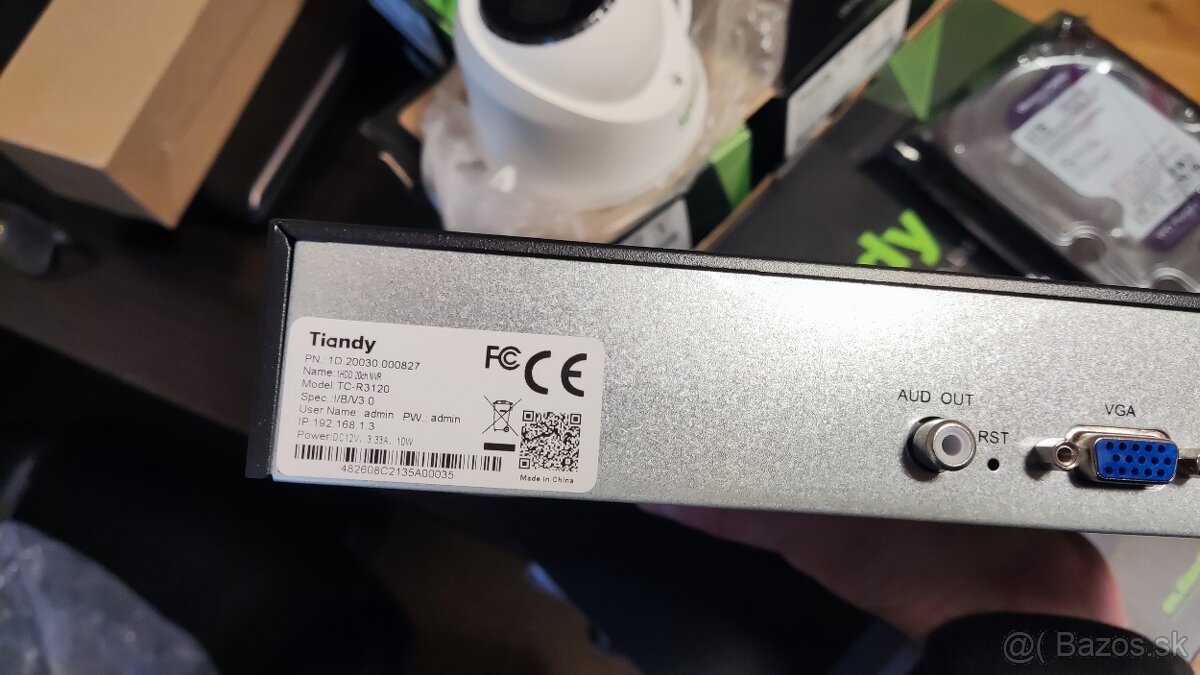 Tiandy
PN.:1D.20030.000827
Name: 1HDD 20ch NVR
Model: TC-R3120
Spec.:I/B/V3.0
User Name: admin PW.: admin
IP:192.168.1.3
Power:DC12V, 3.33A, 10W
482608C2135A00035
FC CE
Made in China
AUD OUT
RST
VGA
dy
@( Bazos.sk